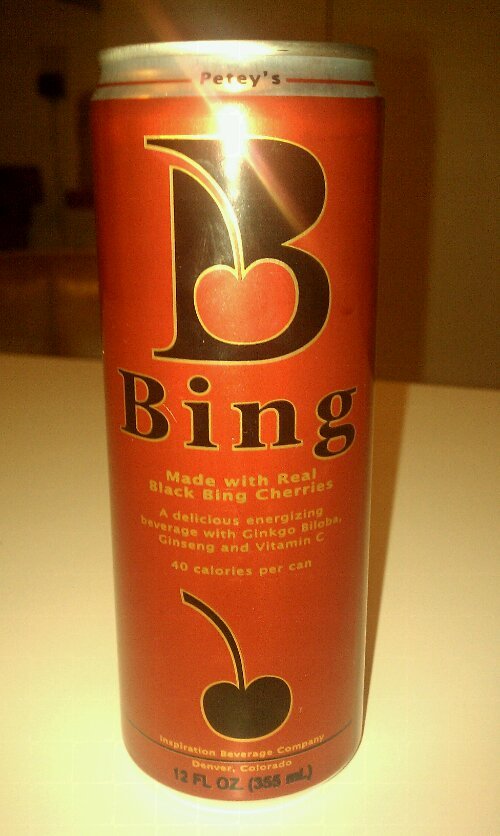 Petey's
B
Bing
Made with Real
Black Bing Cherries
A delicious energizing
beverage with Ginkgo Biloba,
Ginseng and Vitamin C
40 calories per can
Inspiration Beverage Company
Denver, Colorado
12 FL OZ. (355 mL)